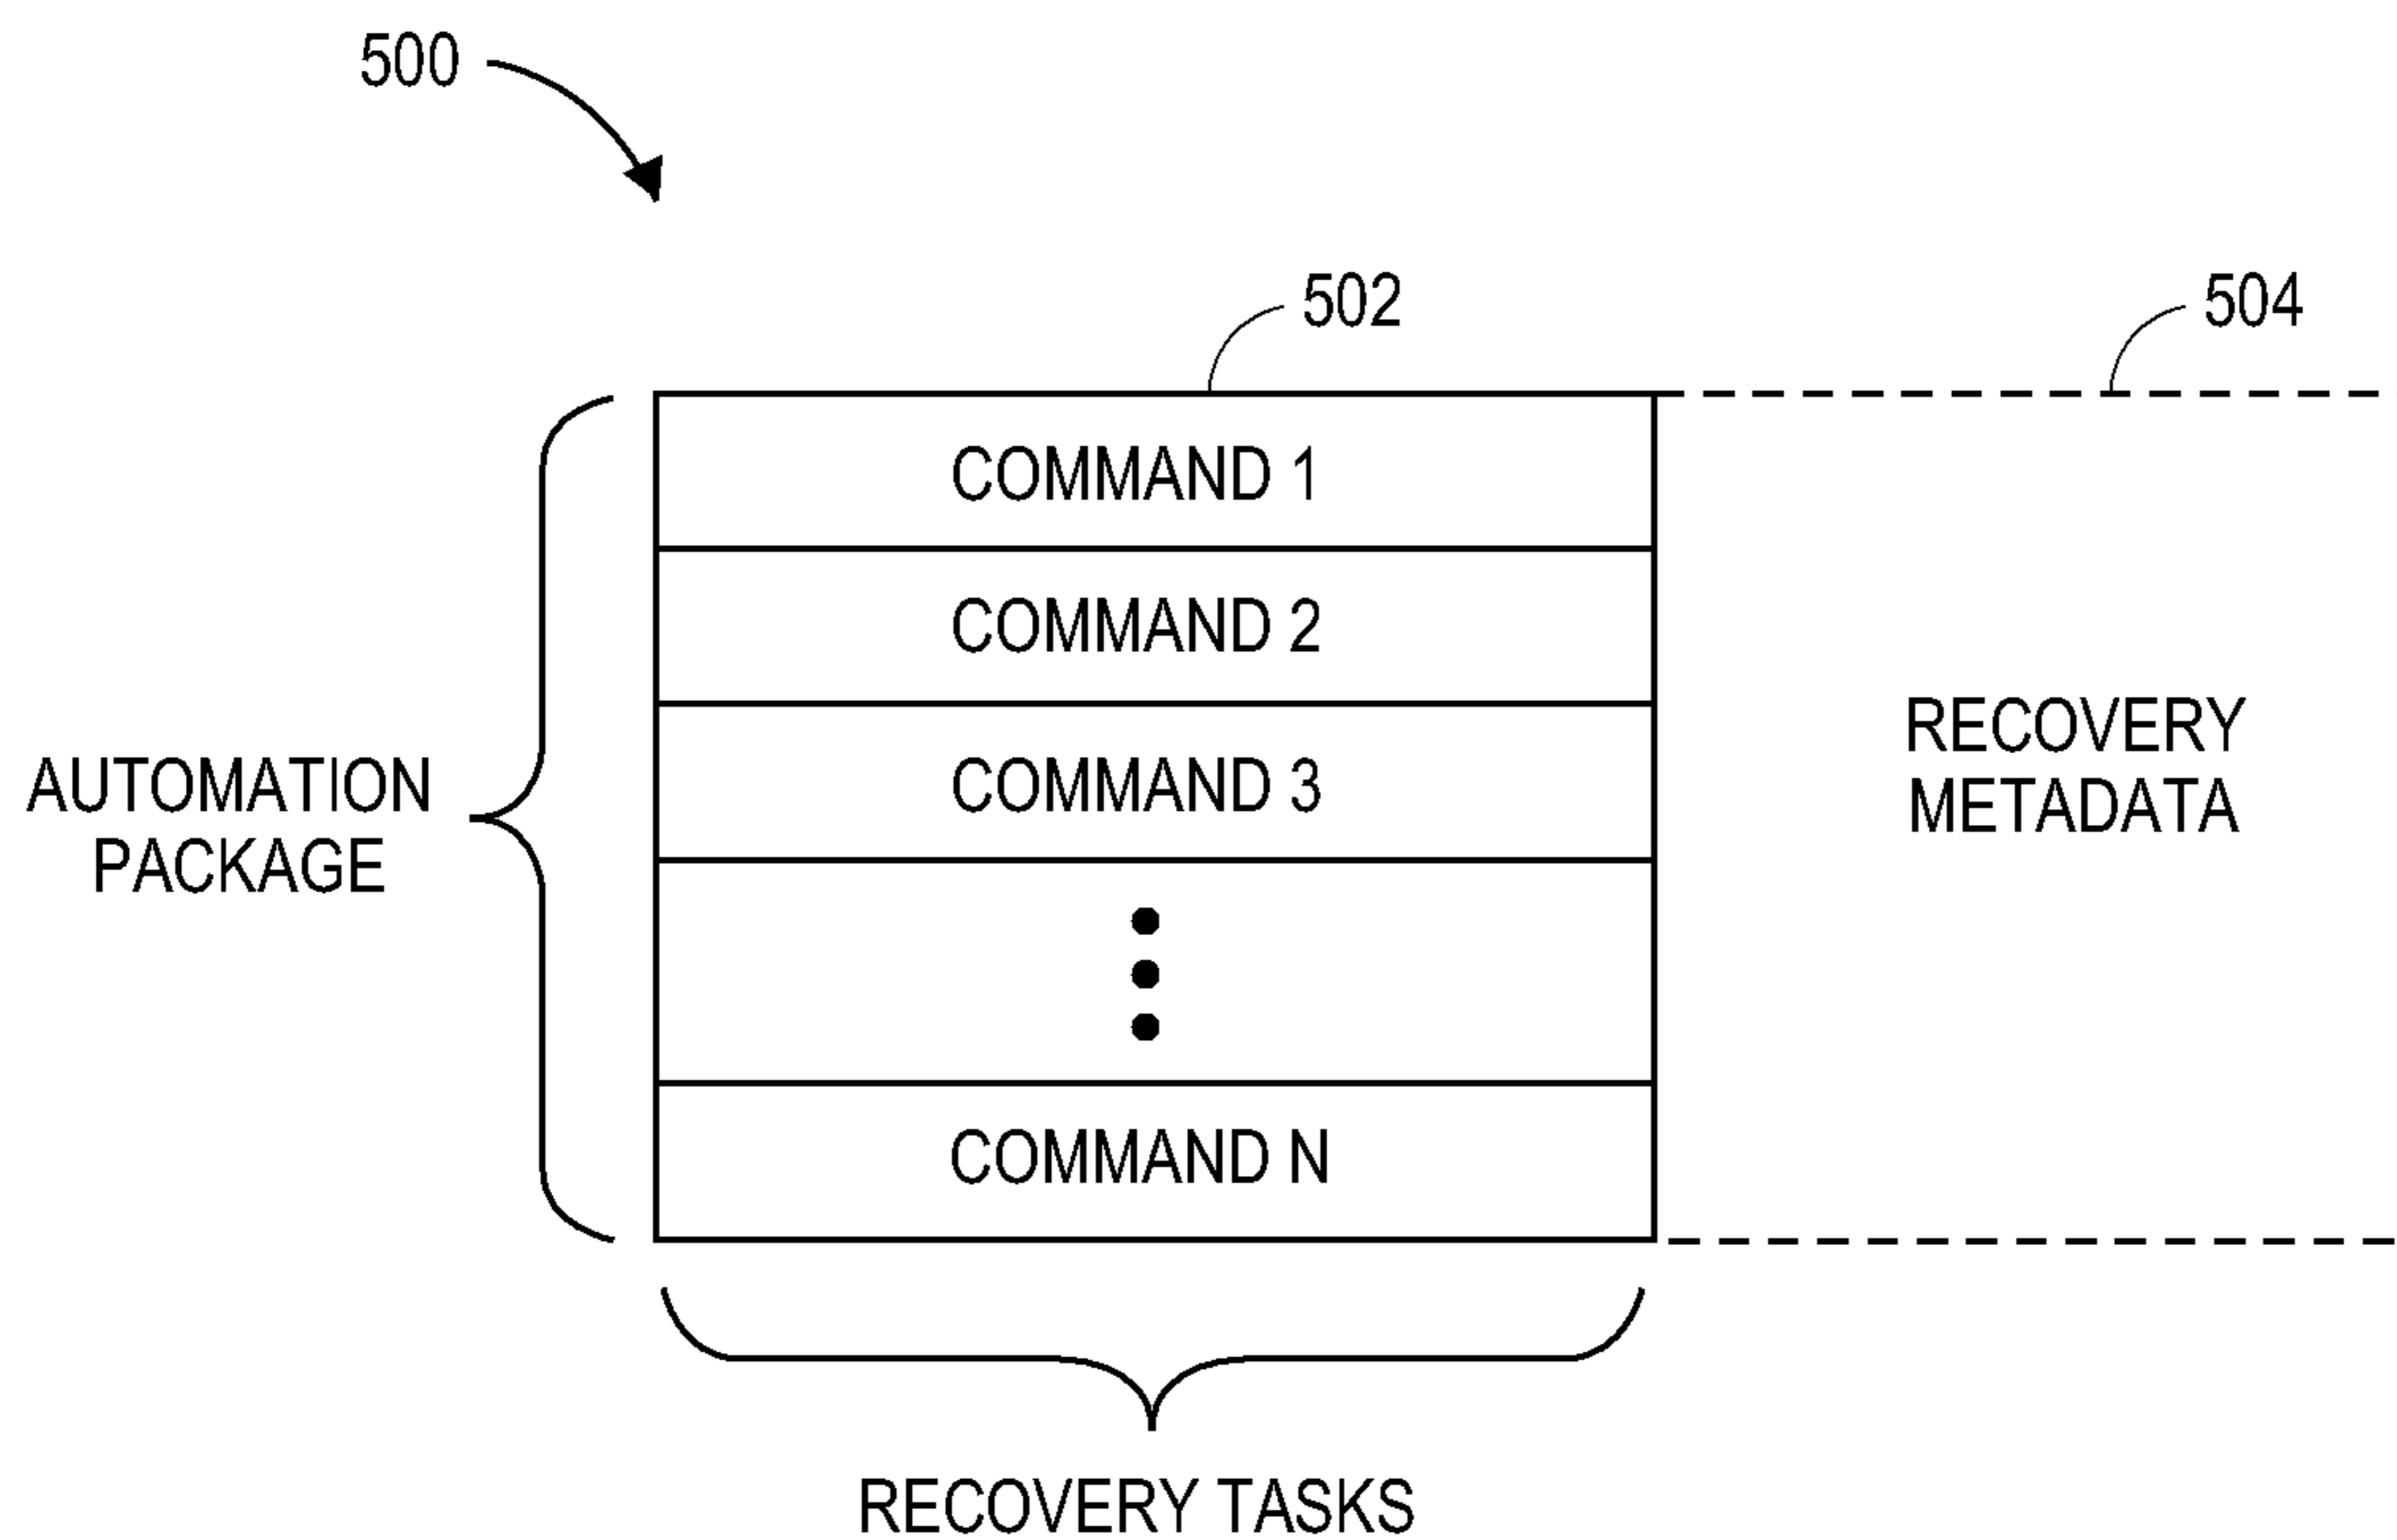 500
502
504
COMMAND 1
COMMAND 2
COMMAND 3
COMMAND N
AUTOMATION
PACKAGE
RECOVERY
METADATA
RECOVERY TASKS